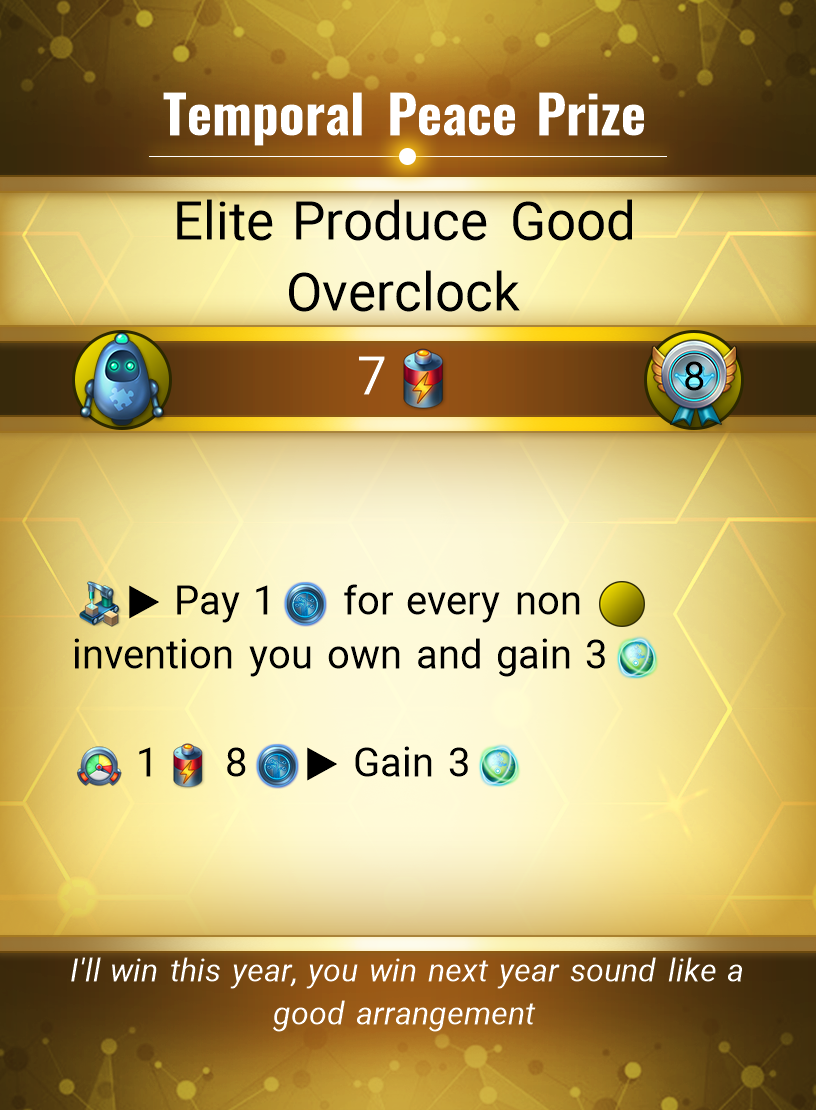 Temporal Peace Prize
Elite Produce Good
Overclock
7
8
Pay 1 for every non
invention you own and gain 3
1 8 ▶ Gain 3
I'll win this year, you win next year sound like a
good arrangement